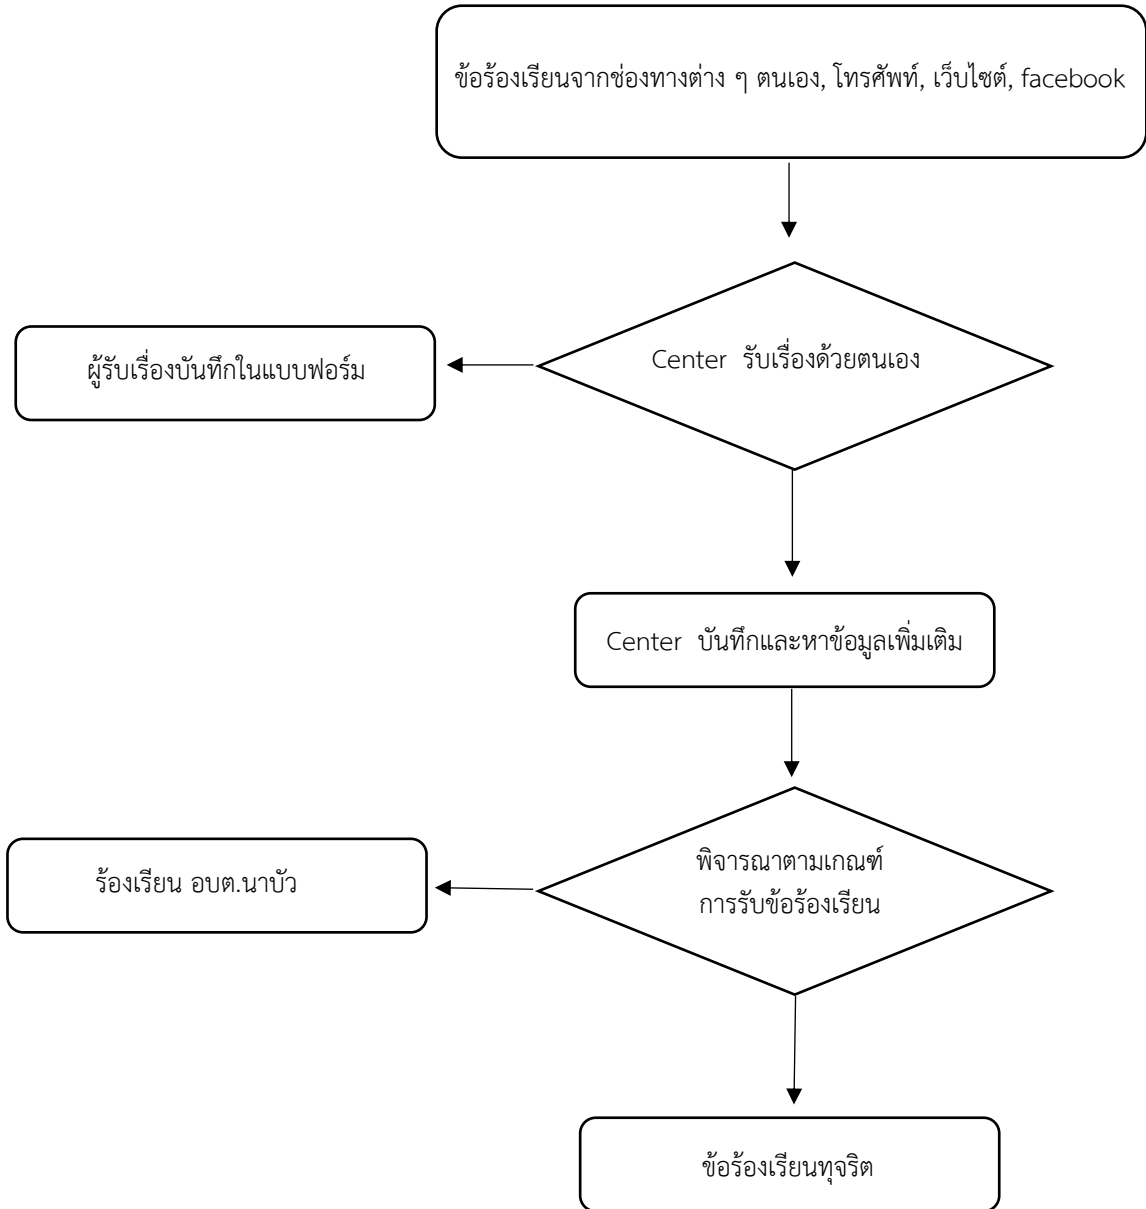 ข้อร้องเรียนจากช่องทางต่าง ๆ ตนเอง, โทรศัพท์, เว็บไซต์, facebook
Center รับเรื่องด้วยตนเอง
ผู้รับเรื่องบันทึกในแบบฟอร์ม
Center บันทึกและหาข้อมูลเพิ่มเติม
พิจารณาตามเกณฑ์
การรับข้อร้องเรียน
ร้องเรียน อบต.นาบัว
ข้อร้องเรียนทุจริต